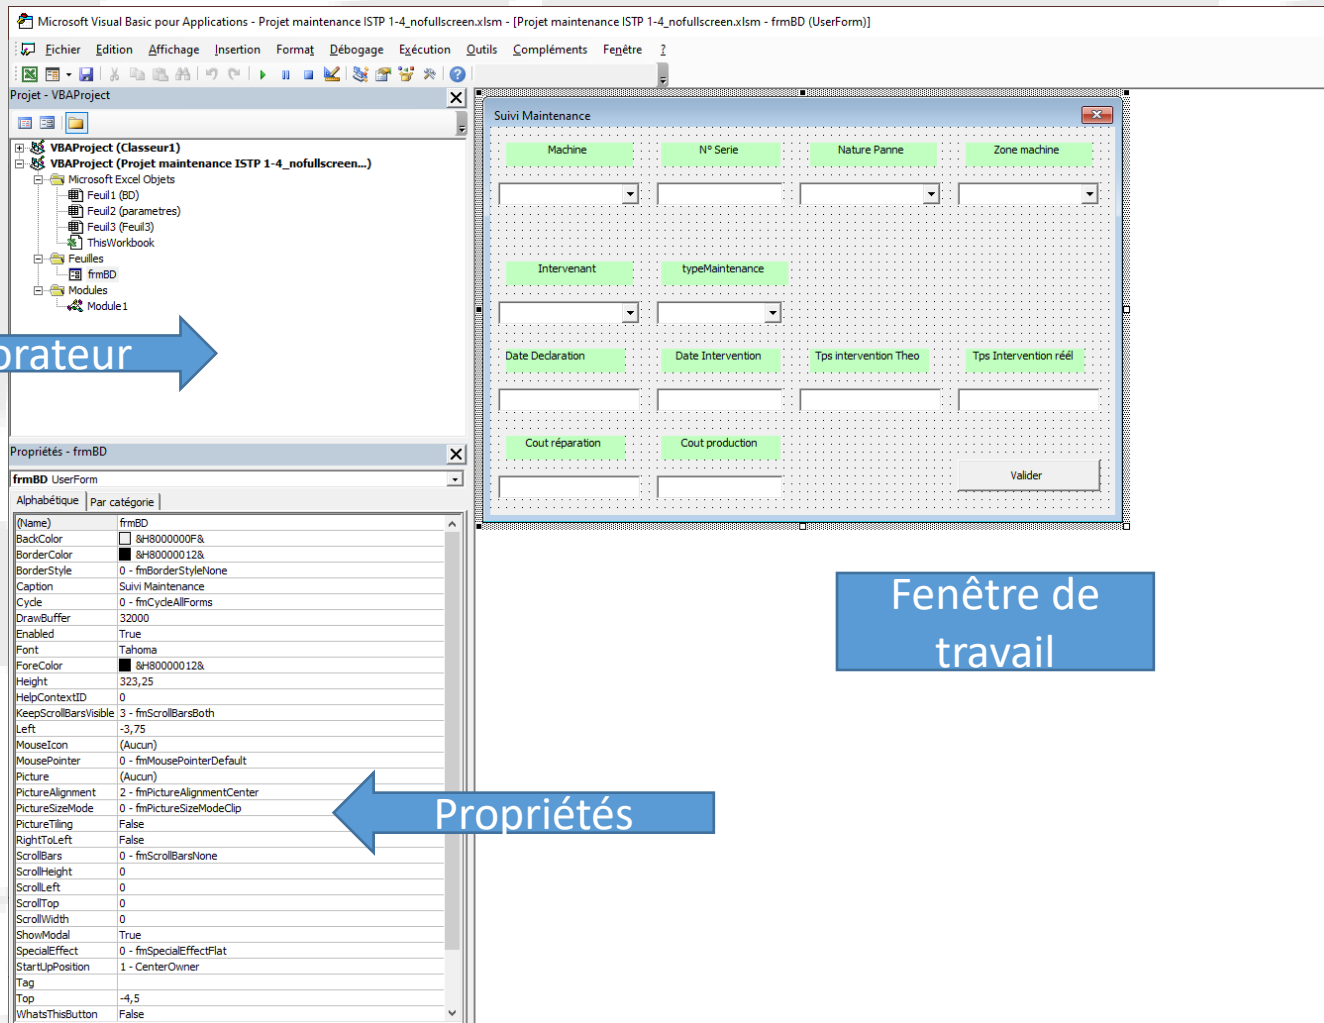 Microsoft Visual Basic pour Applications - Projet maintenance ISTP 1-4_nofullscreen.xlsm - [Projet maintenance ISTP 1-4_nofullscreen.xlsm - frmBD (UserForm)]
Fichier Edition Affichage Insertion Format Débogage Exécution Outils Compléments Fenêtre ?
Projet - VBAProject
VBAProject (Classeur1)
VBAProject (Projet maintenance ISTP 1-4_nofullscreen...)
Microsoft Excel Objets
Feuil1 (BD)
Feuil2 (parametres)
Feuil3 (Feuil3)
ThisWorkbook
Feuilles
frmBD
Modules
Module1
orateur
Propriétés - frmBD
frmBD UserForm
Alphabétique Par catégorie
(Name) frmBD
BackColor &H8000000F&
BorderColor &H80000012&
BorderStyle 0 - fmBorderStyleNone
Caption Suivi Maintenance
Cycle 0 - fmCycleAllForms
DrawBuffer 32000
Enabled True
Font Tahoma
ForeColor &H80000012&
Height 323,25
HelpContextID 0
KeepScrollBarsVisible 3 - fmScrollBarsBoth
Left -3,75
MouseIcon (Aucun)
MousePointer 0 - fmMousePointerDefault
Picture (Aucun)
PictureAlignment 2 - fmPictureAlignmentCenter
PictureSizeMode 0 - fmPictureSizeModeClip
PictureTiling False
RightToLeft False
ScrollBars 0 - fmScrollBarsNone
ScrollHeight 0
ScrollLeft 0
ScrollTop 0
ScrollWidth 0
ShowModal True
SpecialEffect 0 - fmSpecialEffectFlat
StartUpPosition 1 - CenterOwner
Tag
Top -4,5
WhatsThisButton False
Suivi Maintenance
Machine N° Serie Nature Panne Zone machine
Intervenant typeMaintenance
Date Declaration Date Intervention Tps intervention Theo Tps Intervention réél
Cout réparation Cout production
Valider
Fenêtre de
travail
Propriétés